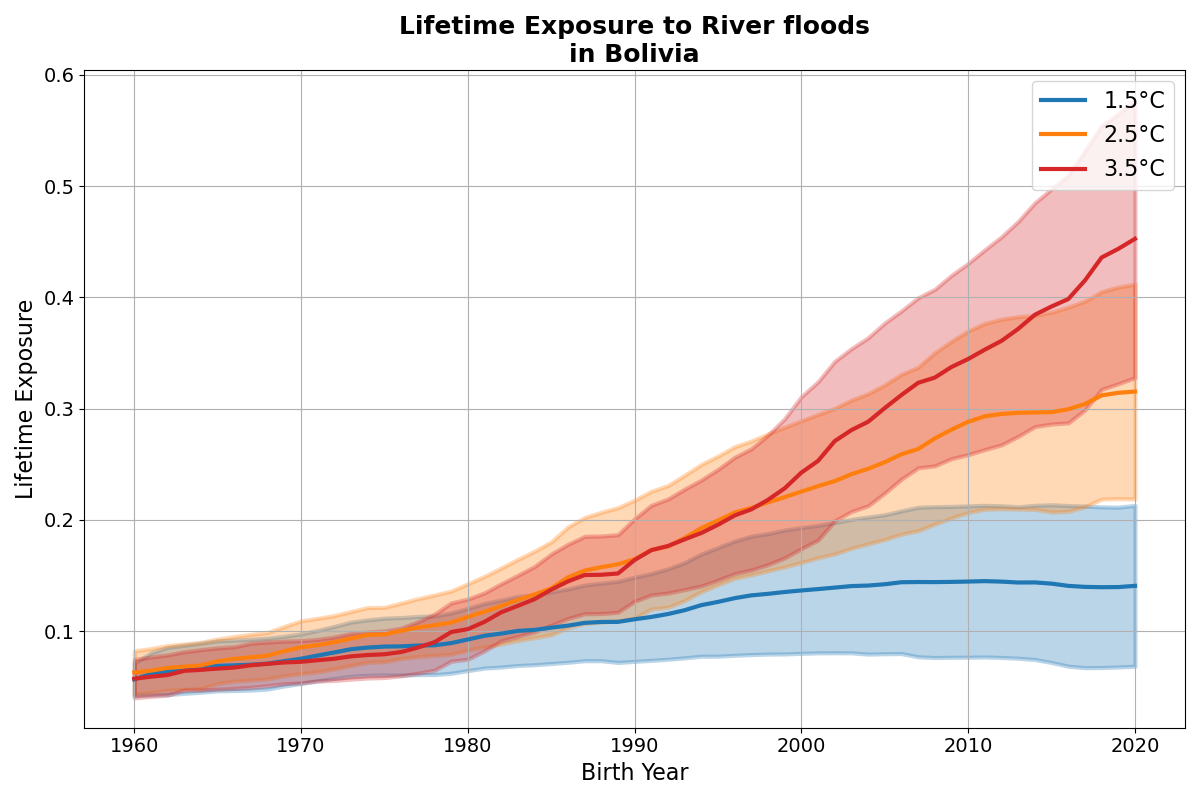 Lifetime Exposure to River floods
in Bolivia
Lifetime Exposure
0.6
0.5
0.4
0.3
0.2
0.1
1.5°C
2.5°C
3.5°C
1960 1970 1980 1990 2000 2010 2020
Birth Year